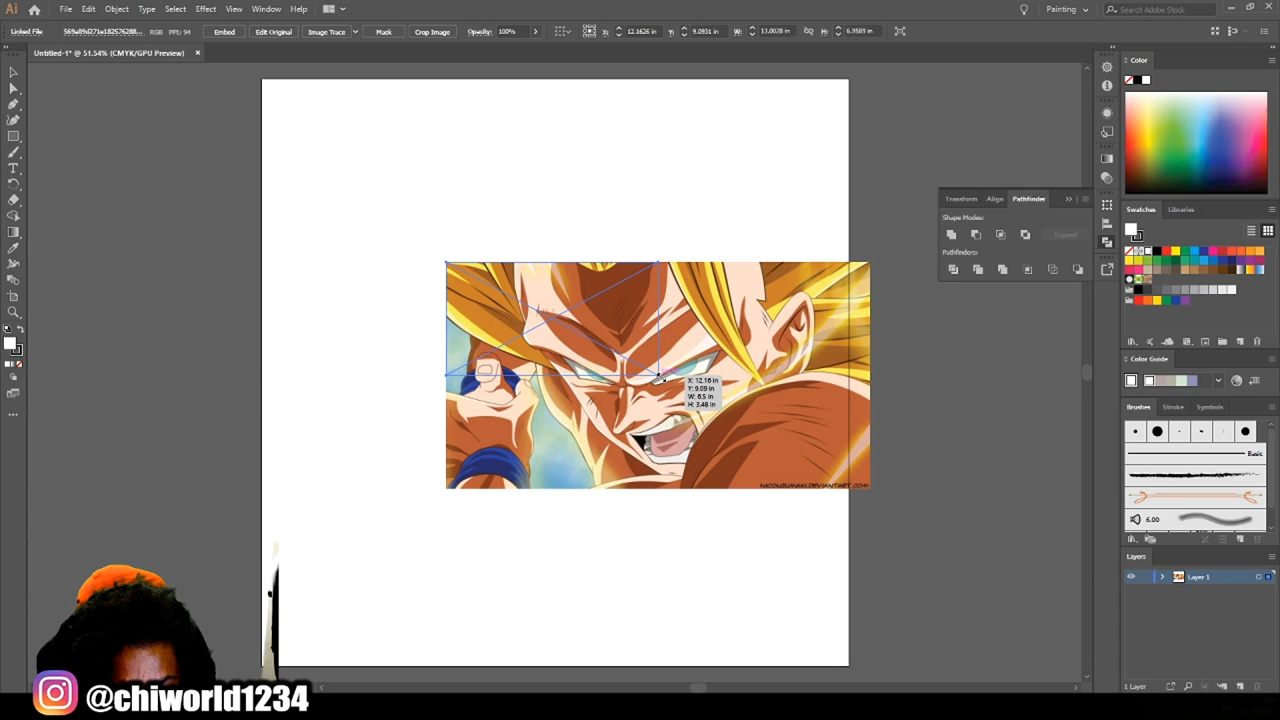 Ai File Edit Object Type Select Effect View Window Help Painting Search Adobe Stock
Linked File RGB PPI: 94 Embed Edit Original Image Trace Mask Crop Image Opacity: 100% X: 12.1626 in Y: 9.0931 in W: 13.0028 in H: 6.9589 in
Untitled-1* @ 51.54% (CMYK/GPU Preview)
Color
Transform Align Pathfinder
Shape Modes:
Expand
Pathfinders:
Swatches Libraries
Color Guide
X: 12.16 in
Y: 9.09 in
W: 6.5 in
H: 3.48 in
Brushes Stroke Symbols
Basic
6.00
NICOUZUMAKI.DEVIANTART.COM
Layers
Layer 1
1 Layer
@chiworld1234